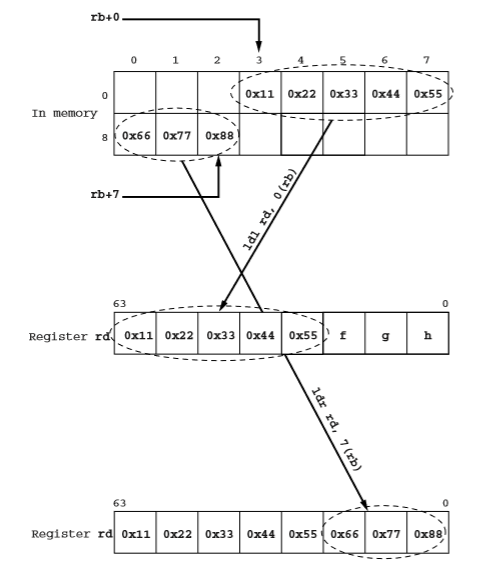 rb+0
0 1 2 3 4 5 6 7
0 0x11 0x22 0x33 0x44 0x55
In memory
8 0x66 0x77 0x88
rb+7
ldl rd, 0(rb)
63 0
Register rd 0x11 0x22 0x33 0x44 0x55 f g h
ldr rd, 7(rb)
63 0
Register rd 0x11 0x22 0x33 0x44 0x55 0x66 0x77 0x88